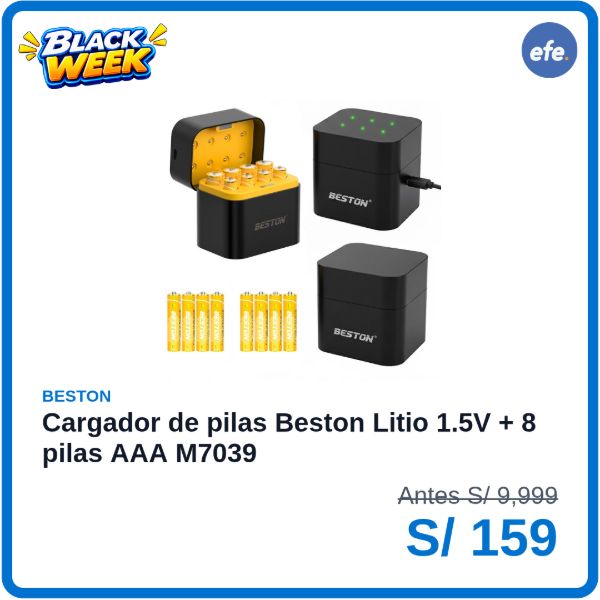 BLACK
WEEK
efe.
BESTON
BESTON
BESTON
BESTON
Cargador de pilas Beston Litio 1.5V + 8
pilas AAA M7039
Antes S/ 9,999
S/ 159